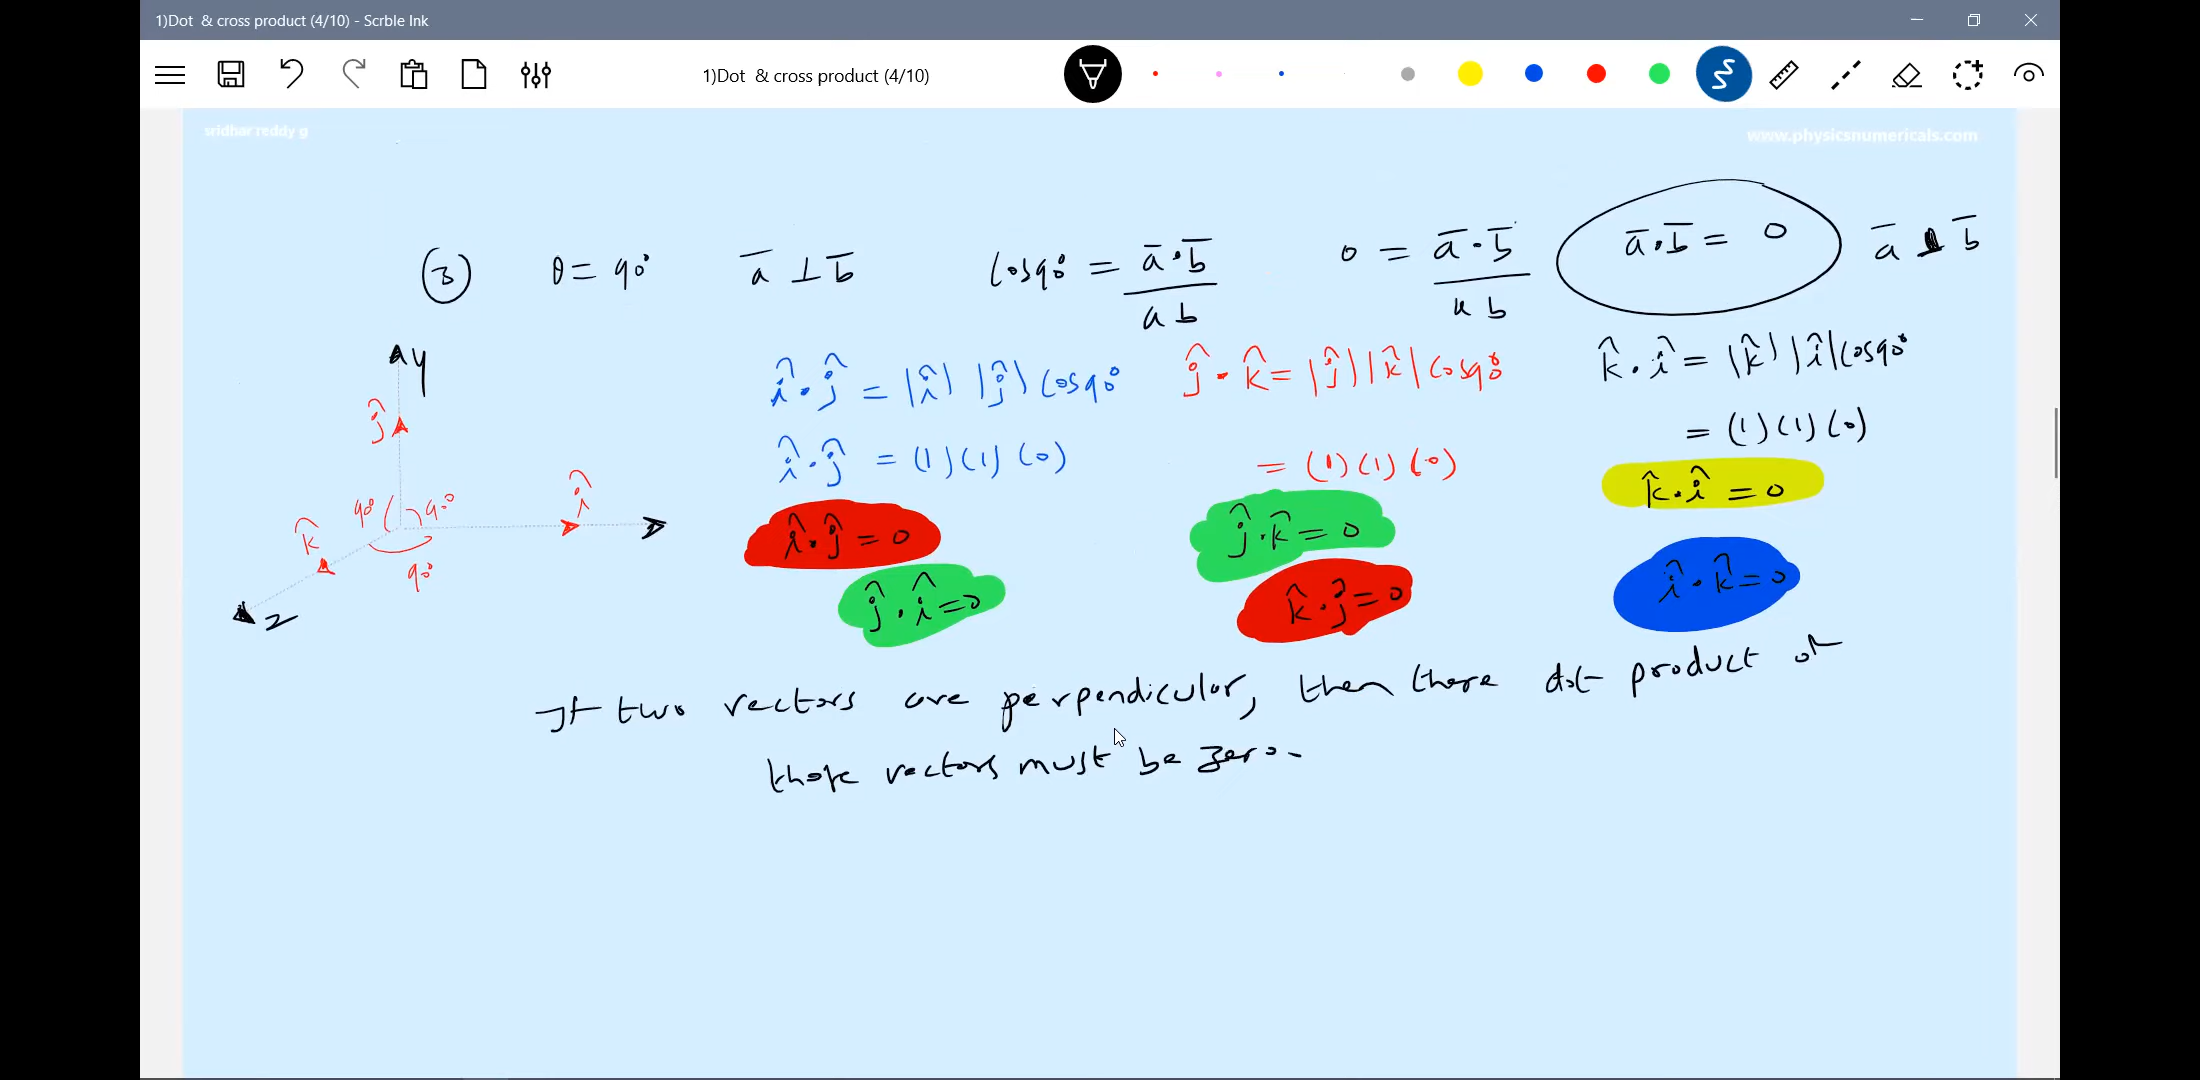 1)Dot & cross product (4/10) - Scrble Ink
1)Dot & cross product (4/10)
sridhar reddy g
www.physicsnumericals.com
③ θ = 90° a̅ ⊥ b̅ Cos90° = a̅·b̅ / ab 0 = a̅·b̅ / ab a̅·b̅ = 0 a̅ ⊥ b̅
y
ĵ
î
k̂
90° 90°
90°
z
î·ĵ = |î| |ĵ| Cos90°
î·ĵ = (1)(1)(0)
î·ĵ = 0
ĵ·î = 0
ĵ·k̂ = |ĵ| |k̂| Cos90°
= (1)(1)(0)
ĵ·k̂ = 0
k̂·ĵ = 0
k̂·î = |k̂| |î| Cos90°
= (1)(1)(0)
k̂·î = 0
î·k̂ = 0
If two vectors are perpendicular, then there dot product of
those vectors must be zero.